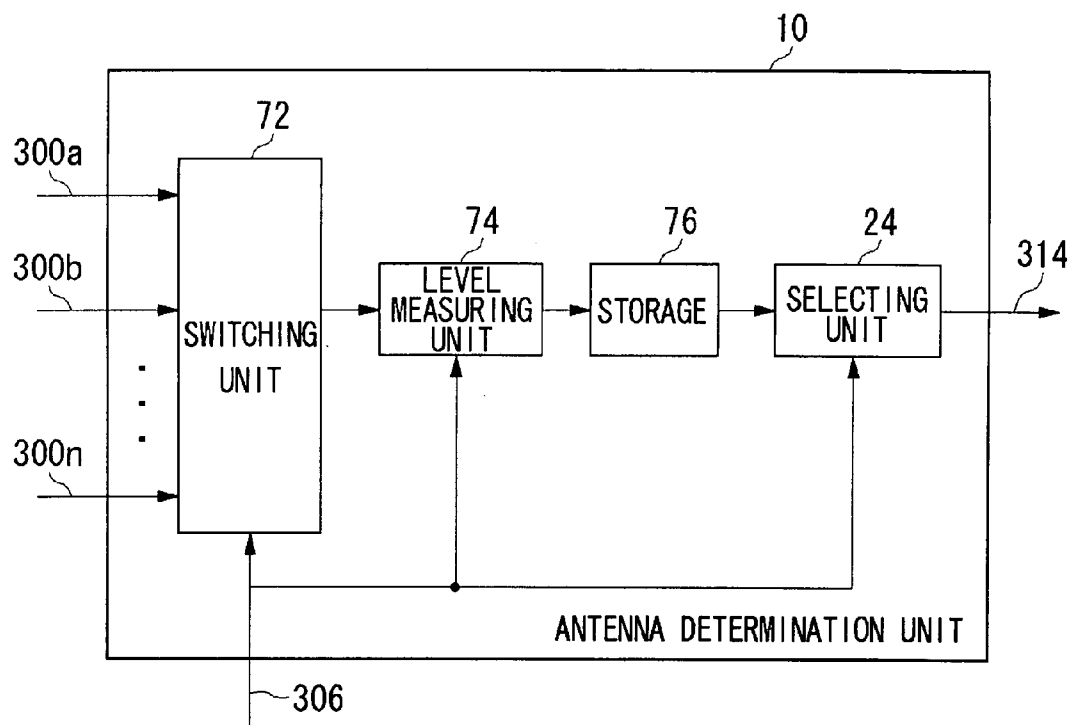 10
72
300a
74
76
24
314
300b
LEVEL
MEASURING
UNIT
STORAGE
SELECTING
UNIT
SWITCHING
UNIT
300n
ANTENNA DETERMINATION UNIT
306